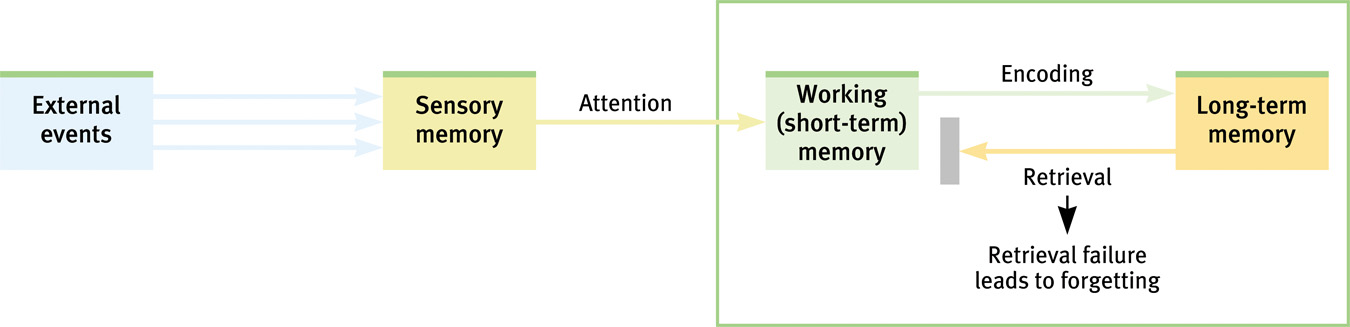 External
events
Sensory
memory
Attention
Working
(short-term)
memory
Encoding
Long-term
memory
Retrieval
Retrieval failure
leads to forgetting